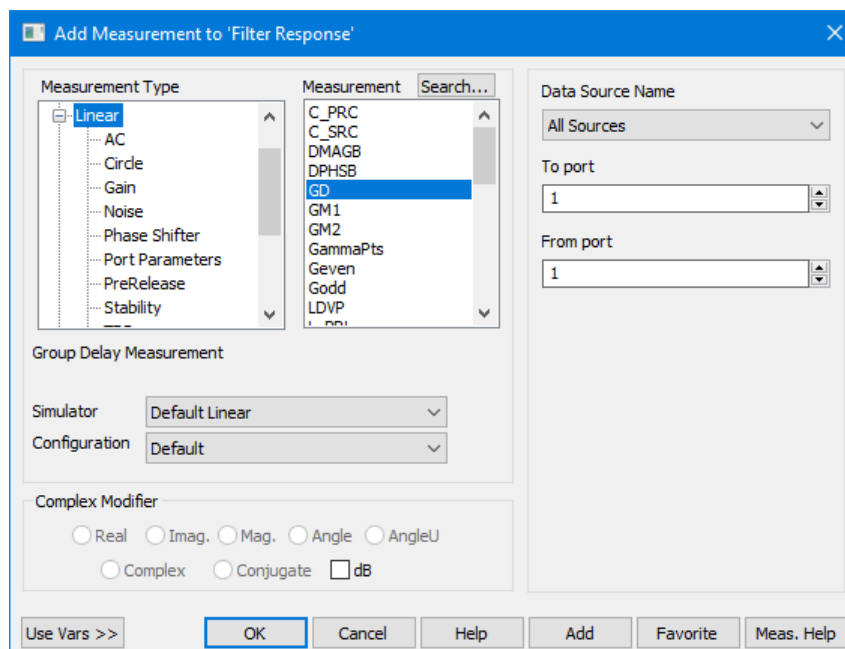 Add Measurement to 'Filter Response'
Measurement Type
Linear
AC
Circle
Gain
Noise
Phase Shifter
Port Parameters
PreRelease
Stability
Measurement
Search...
C_PRC
C_SRC
DMAGB
DPHSB
GD
GM1
GM2
GammaPts
Geven
Godd
LDVP
Data Source Name
All Sources
To port
1
From port
1
Group Delay Measurement
Simulator
Default Linear
Configuration
Default
Complex Modifier
Real Imag. Mag. Angle AngleU
Complex Conjugate dB
Use Vars >> OK Cancel Help Add Favorite Meas. Help